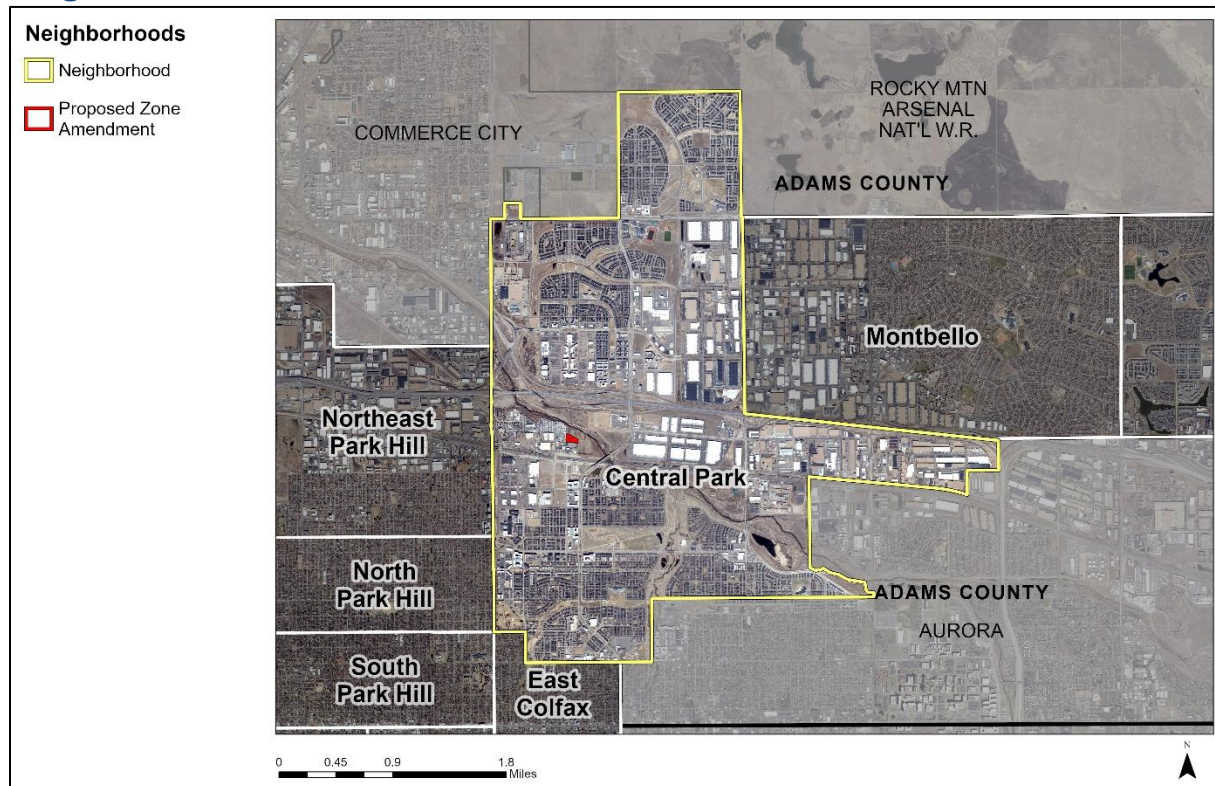 Neighborhoods
Neighborhood
Proposed Zone
Amendment
COMMERCE CITY
ROCKY MTN
ARSENAL
NAT'L W.R.
ADAMS COUNTY
Montbello
Northeast
Park Hill
Central Park
North
Park Hill
ADAMS COUNTY
AURORA
South
Park Hill
East
Colfax
0 0.45 0.9 1.8
Miles
N